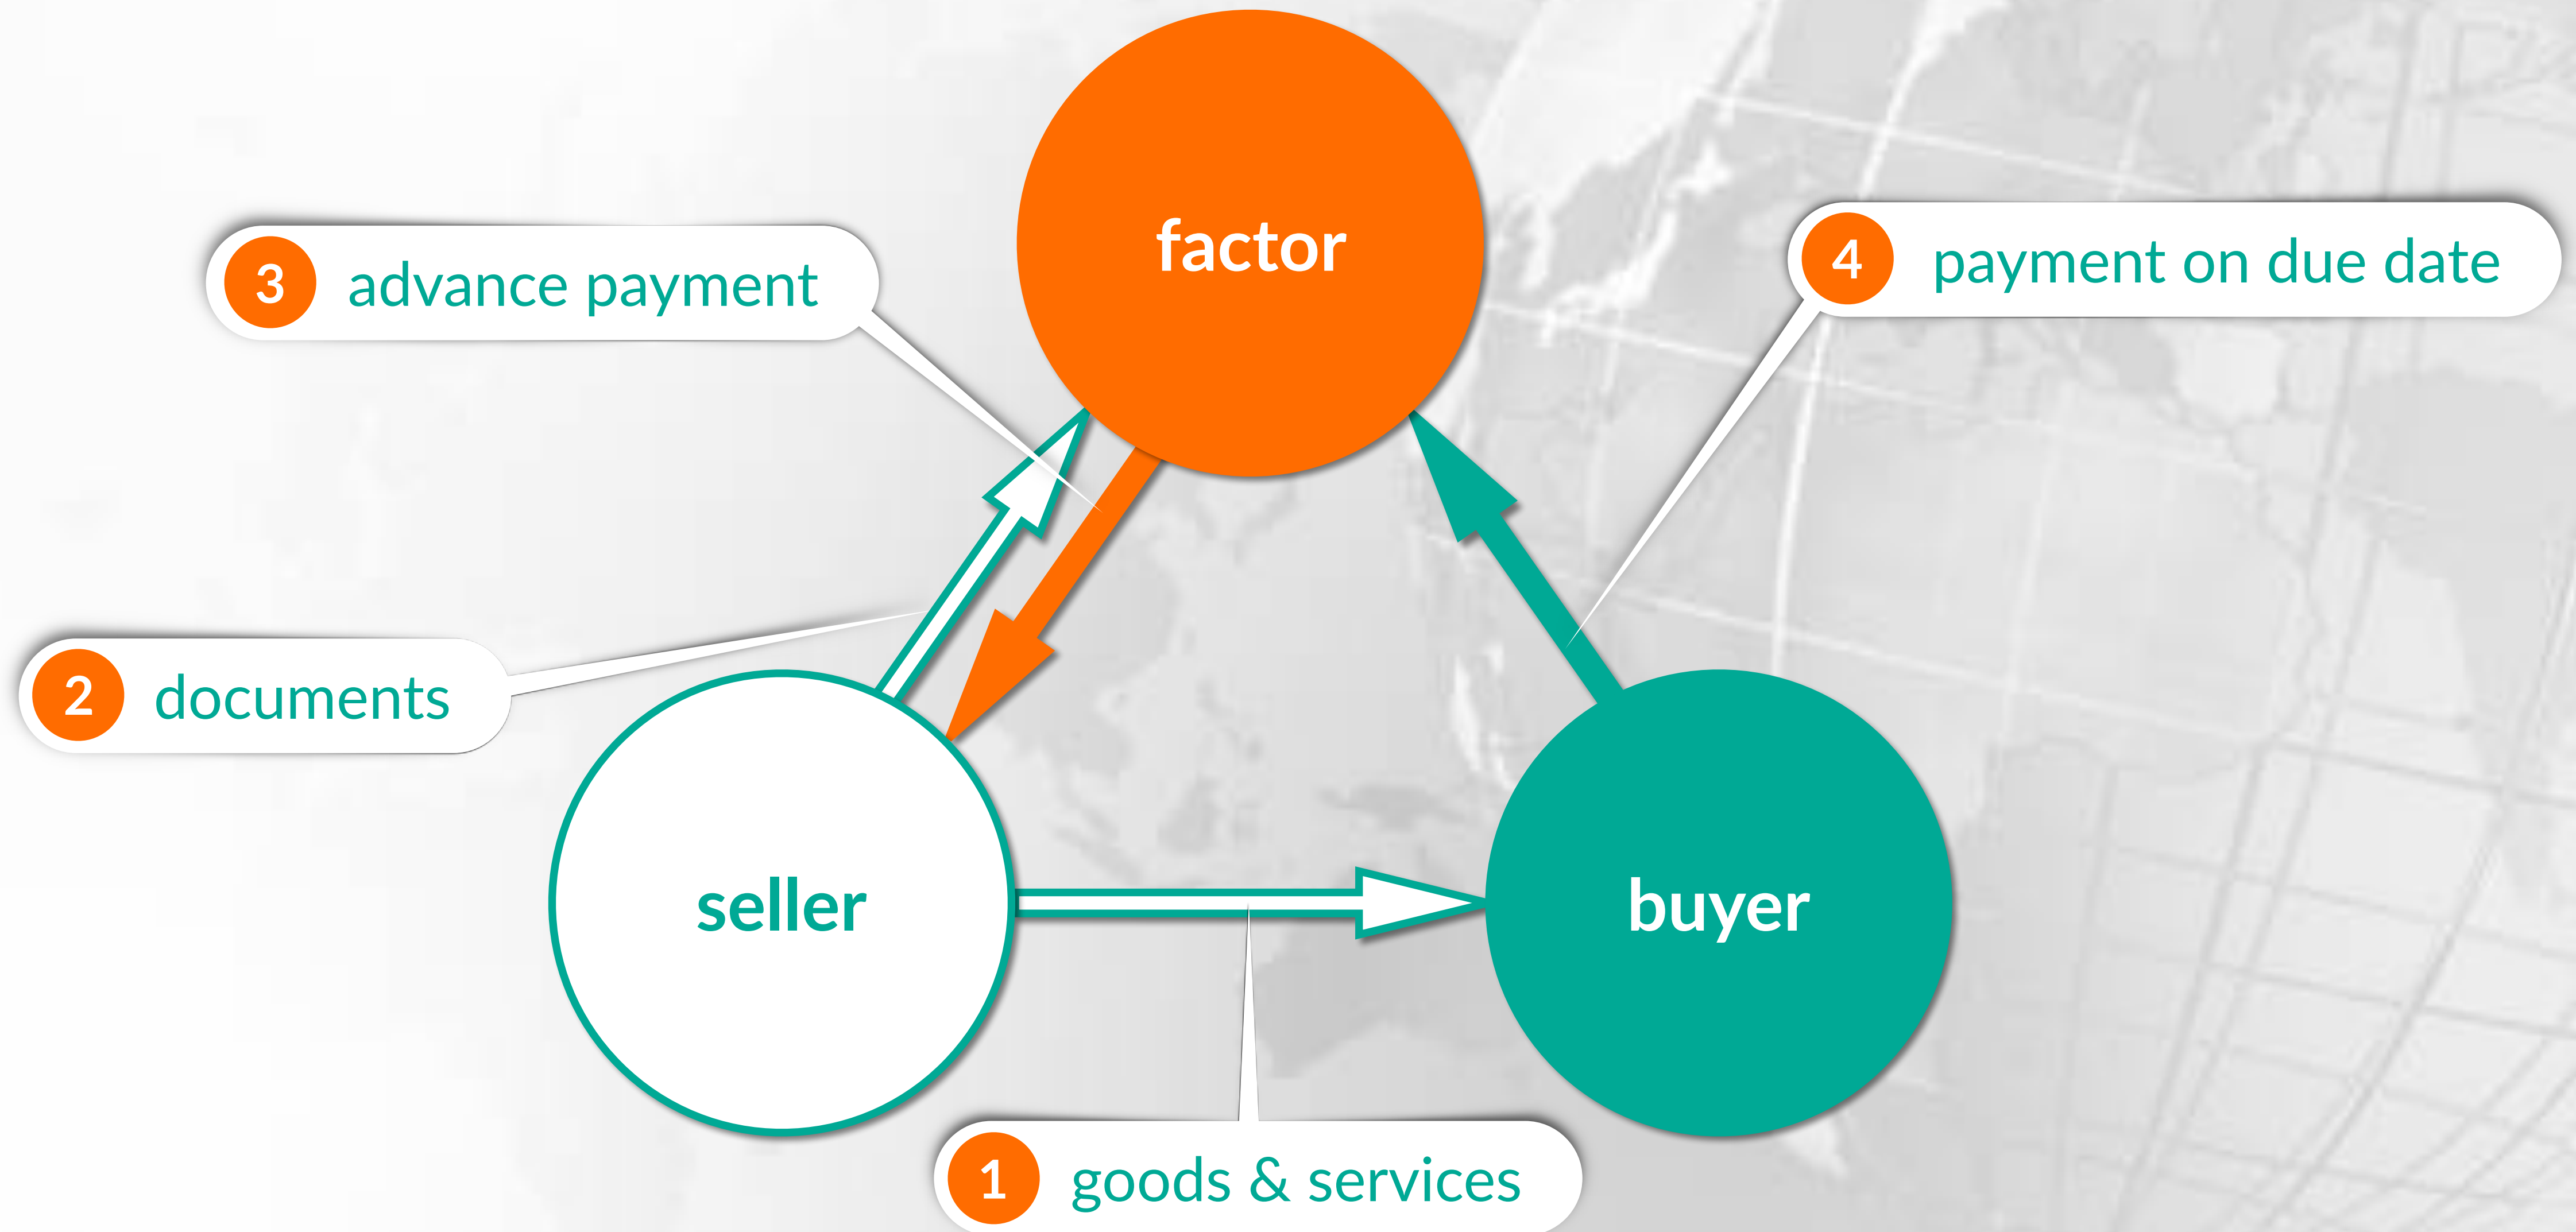 factor
3 advance payment
4 payment on due date
2 documents
seller
buyer
1 goods & services